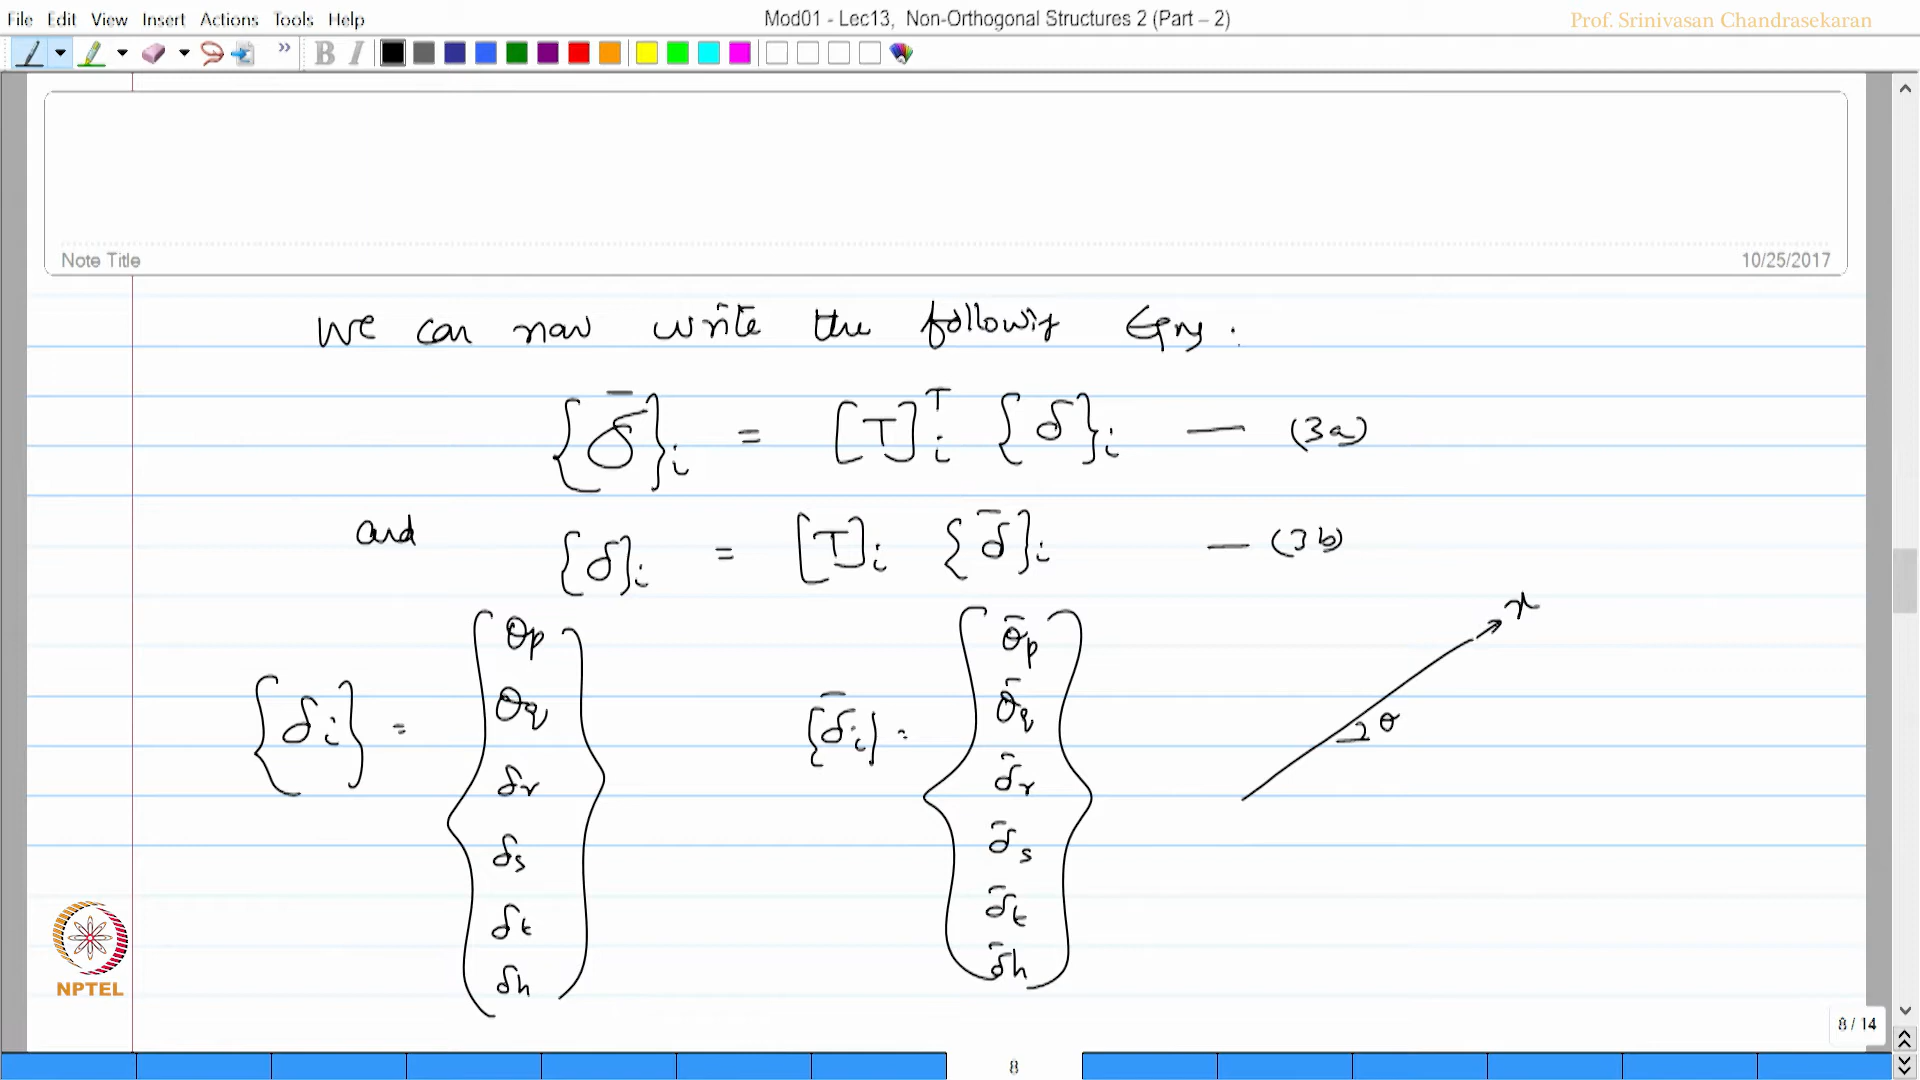 File Edit View Insert Actions Tools Help
Mod01 - Lec13, Non-Orthogonal Structures 2 (Part – 2)
Prof. Srinivasan Chandrasekaran
B I
Note Title
10/25/2017
We can now write the following Eqns.
{δ̄}i = [T]i^T {δ}i — (3a)
and {δ}i = [T]i {δ̄}i — (3b)
{δi} = { θp θq δr δs δt δh }
{δ̄i} = { θ̄p θ̄q δ̄r δ̄s δ̄t δ̄h }
x
θ
NPTEL
8 / 14
8